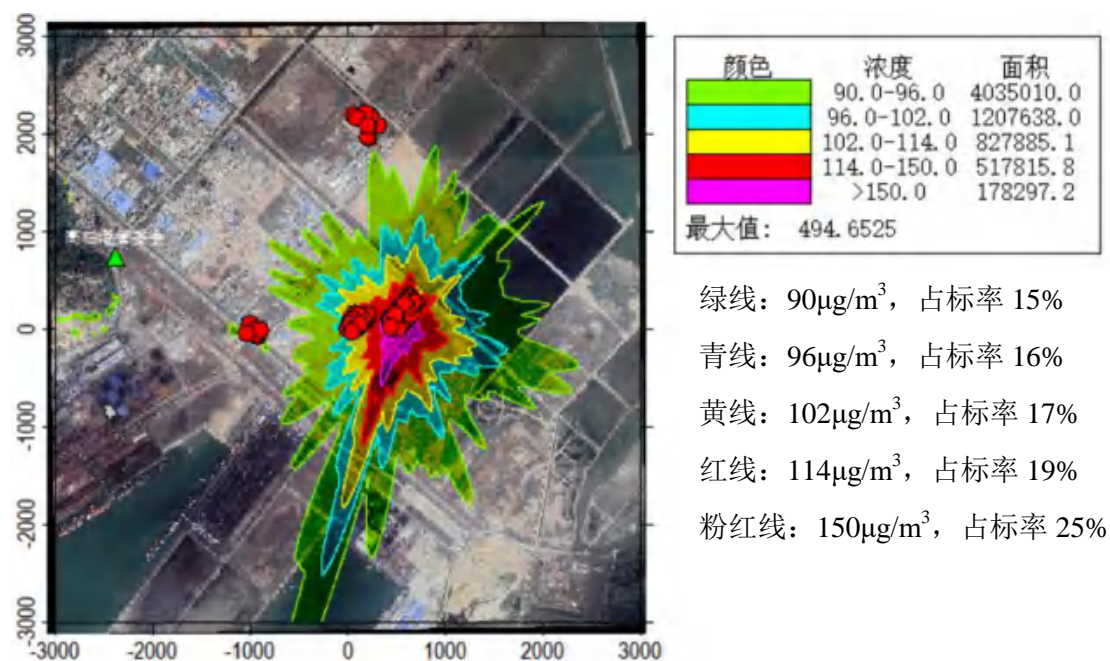 3000
2000
1000
0
-1000
-2000
-3000
-3000 -2000 -1000 0 1000 2000 3000
颜色 浓度 面积
90.0-96.0 4035010.0
96.0-102.0 1207638.0
102.0-114.0 827885.1
114.0-150.0 517815.8
>150.0 178297.2
最大值: 494.6525
绿线：90μg/m³，占标率 15%
青线：96μg/m³，占标率 16%
黄线：102μg/m³，占标率 17%
红线：114μg/m³，占标率 19%
粉红线：150μg/m³，占标率 25%